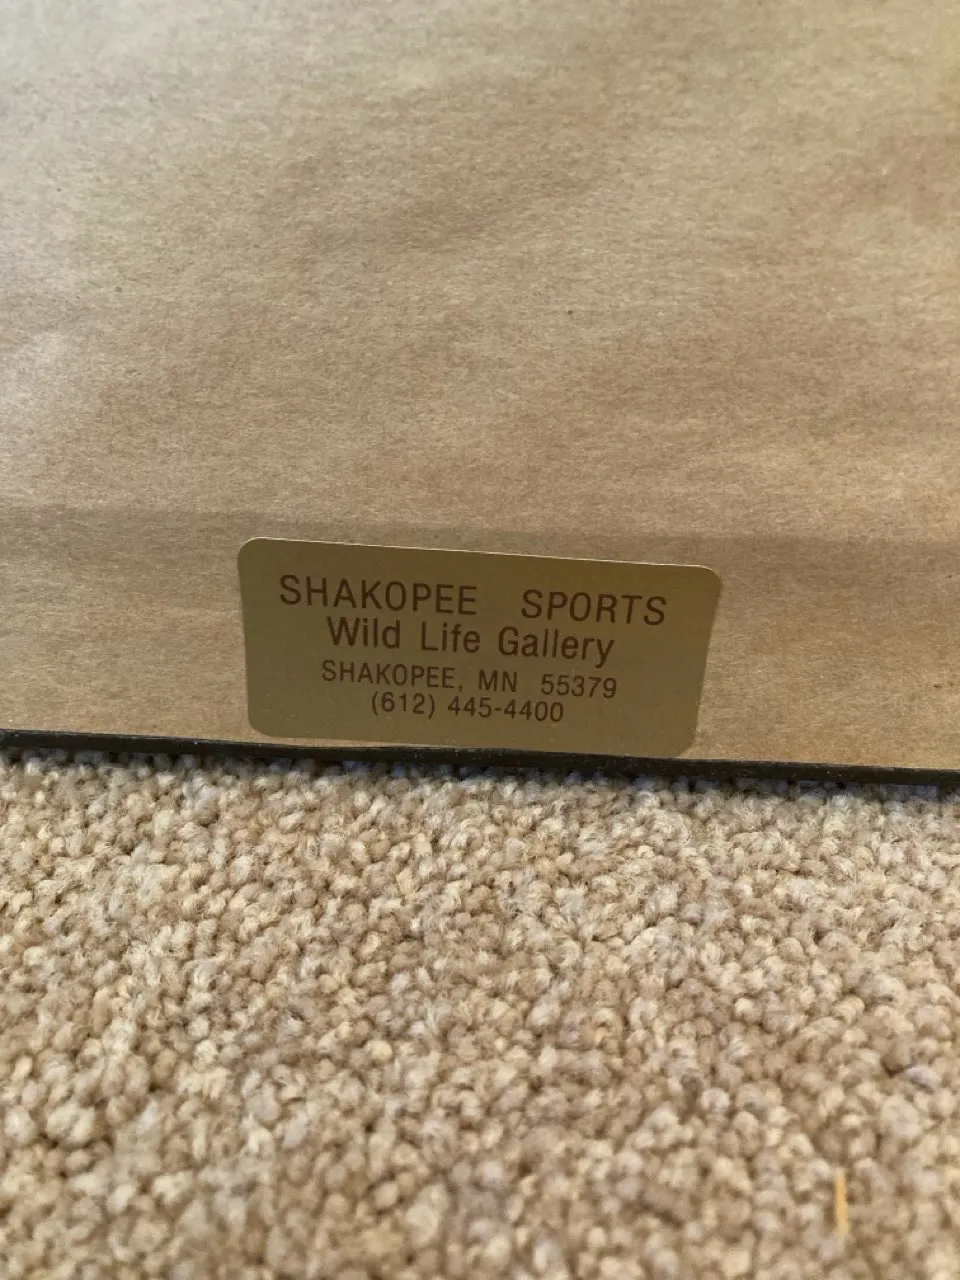 SHAKOPEE SPORTS
Wild Life Gallery
SHAKOPEE, MN 55379
(612) 445-4400